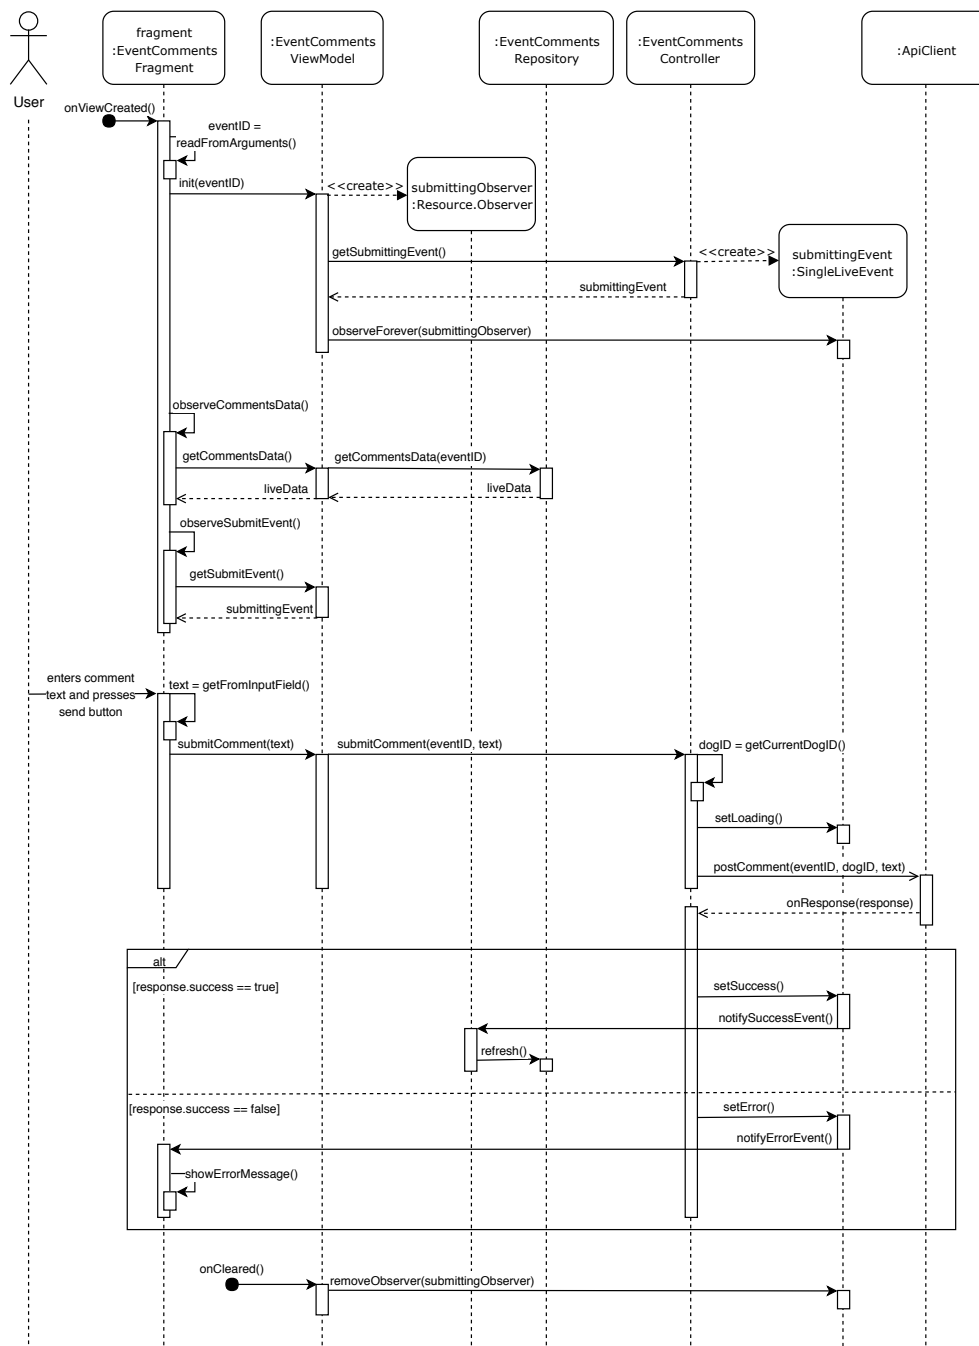 fragment
:EventComments
Fragment
:EventComments
ViewModel
:EventComments
Repository
:EventComments
Controller
:ApiClient
User
onViewCreated()
eventID =
readFromArguments()
init(eventID)
<<create>>
submittingObserver
:Resource.Observer
getSubmittingEvent()
<<create>>
submittingEvent
:SingleLiveEvent
submittingEvent
observeForever(submittingObserver)
observeCommentsData()
getCommentsData()
getCommentsData(eventID)
liveData
liveData
observeSubmitEvent()
getSubmitEvent()
submittingEvent
enters comment
text and presses
send button
text = getFromInputField()
submitComment(text)
submitComment(eventID, text)
dogID = getCurrentDogID()
setLoading()
postComment(eventID, dogID, text)
onResponse(response)
alt
[response.success == true]
setSuccess()
notifySuccessEvent()
refresh()
[response.success == false]
setError()
notifyErrorEvent()
showErrorMessage()
onCleared()
removeObserver(submittingObserver)